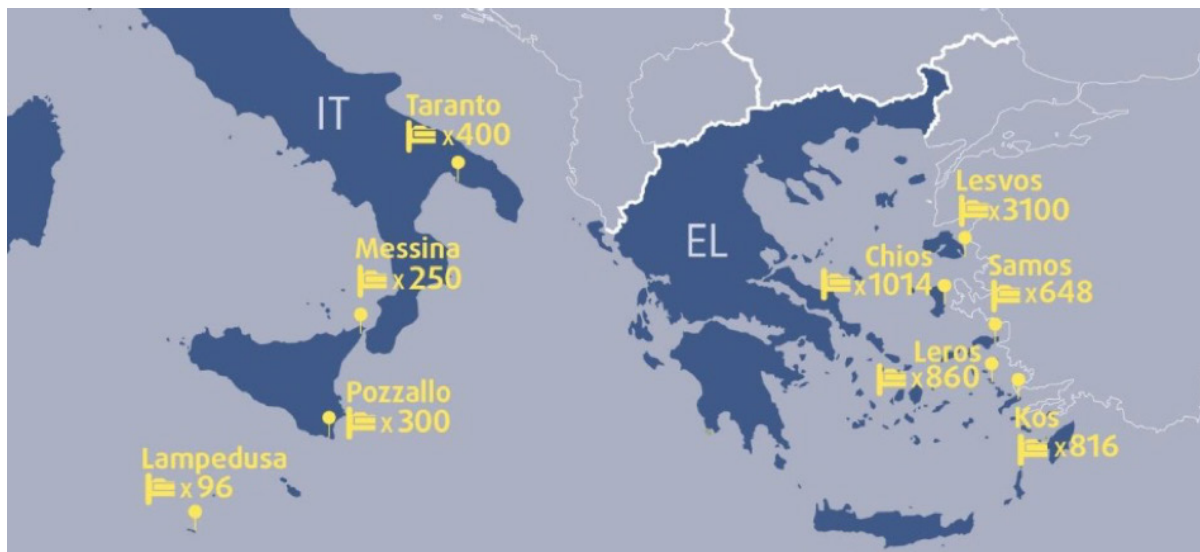 IT
Taranto
x400
Messina
x250
Pozzallo
x300
Lampedusa
x96
EL
Lesvos
x3100
Chios
x1014
Samos
x648
Leros
x860
Kos
x816